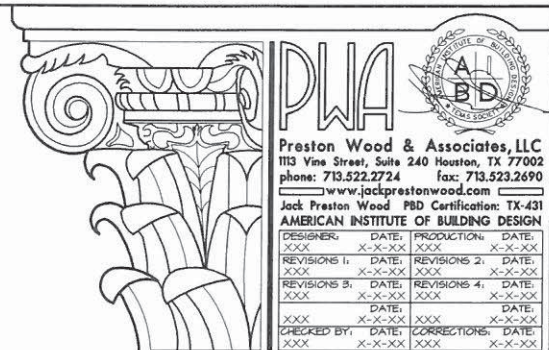 PWA
AMERICAN INSTITUTE OF BUILDING DESIGN
A I
B D
TEXAS SOCIETY
Preston Wood & Associates, LLC
1113 Vine Street, Suite 240 Houston, TX 77002
phone: 713.522.2724 fax: 713.523.2690
www.jackprestonwood.com
Jack Preston Wood PBD Certification: TX-431
AMERICAN INSTITUTE OF BUILDING DESIGN
DESIGNER: DATE: PRODUCTION: DATE:
XXX X-X-XX XXX X-X-XX
REVISIONS 1: DATE: REVISIONS 2: DATE:
XXX X-X-XX XXX X-X-XX
REVISIONS 3: DATE: REVISIONS 4: DATE:
XXX X-X-XX XXX X-X-XX
DATE: DATE:
XXX X-X-XX XXX X-X-XX
CHECKED BY: DATE: CORRECTIONS: DATE:
XXX X-X-XX XXX X-X-XX